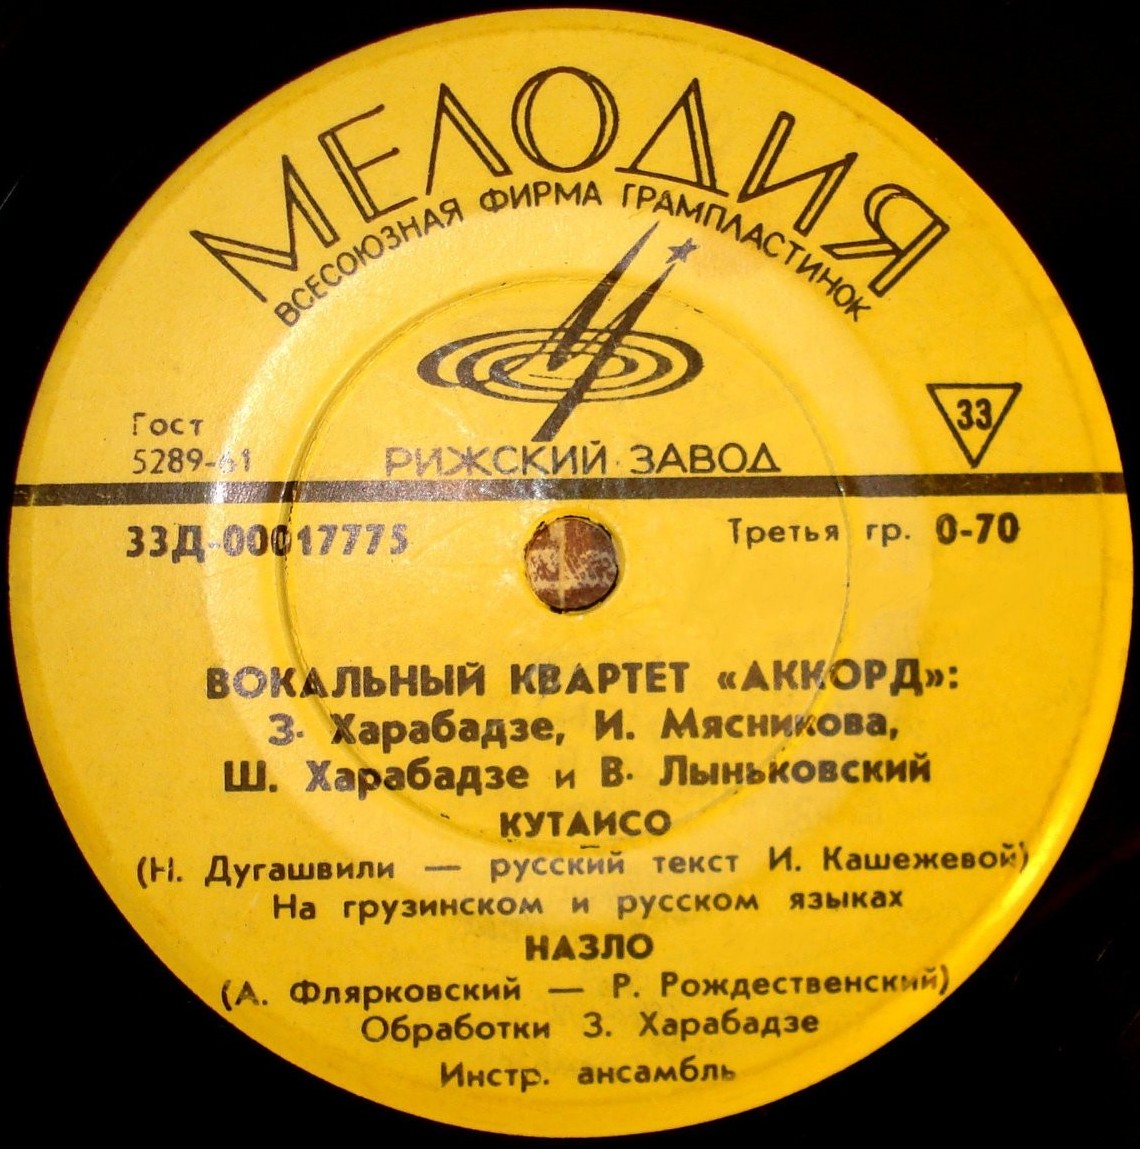 МЕЛОДИЯ
ВСЕСОЮЗНАЯ ФИРМА ГРАМПЛАСТИНОК
33
Гост
5289-61
РИЖСКИЙ ЗАВОД
33Д-00017775
Третья гр. 0-70
ВОКАЛЬНЫЙ КВАРТЕТ «АККОРД»:
З. Харабадзе, И. Мясникова,
Ш. Харабадзе и В. Лыньковский
КУТАИСО
(Н. Дугашвили — русский текст И. Кашежевой)
На грузинском и русском языках
НАЗЛО
(А. Флярковский — Р. Рождественский)
Обработки З. Харабадзе
Инстр. ансамбль